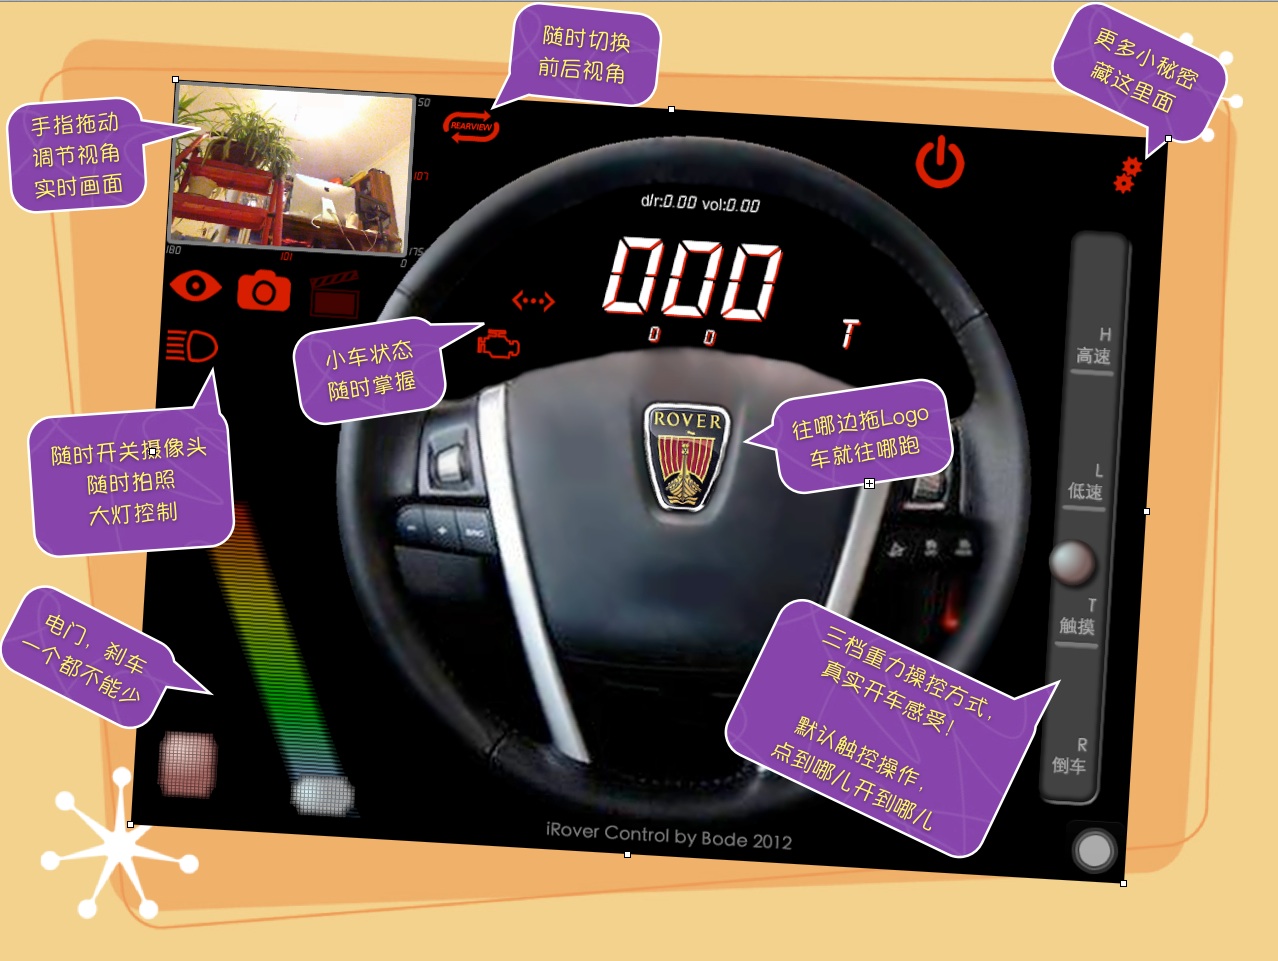 随时切换
前后视角
更多小秘密
藏这里面
手指拖动
调节视角
实时画面
50
107
175
180
101
0
REARVIEW
d/r:0.00 vol:0.00
000
0
0
T
小车状态
随时掌握
ROVER
往哪边拖Logo
车就往哪跑
随时开关摄像头
随时拍照
大灯控制
电门，刹车
一个都不能少
H
高速
L
低速
T
触摸
R
倒车
三档重力操控方式，
真实开车感受！
默认触控操作，
点到哪儿开到哪儿
iRover Control by Bode 2012